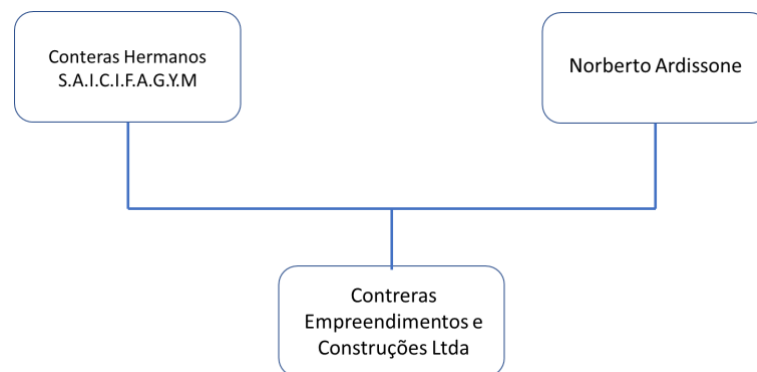 Conteras Hermanos
S.A.I.C.I.F.A.G.Y.M
Norberto Ardissone
Contreras
Empreendimentos e
Construções Ltda